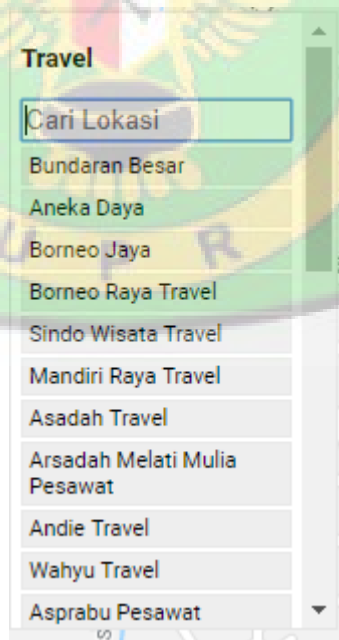 Travel
Cari Lokasi
Bundaran Besar
Aneka Daya
Borneo Jaya
U P R
Borneo Raya Travel
Sindo Wisata Travel
Mandiri Raya Travel
Asadah Travel
Arsadah Melati Mulia
Pesawat
Andie Travel
Wahyu Travel
Asprabu Pesawat